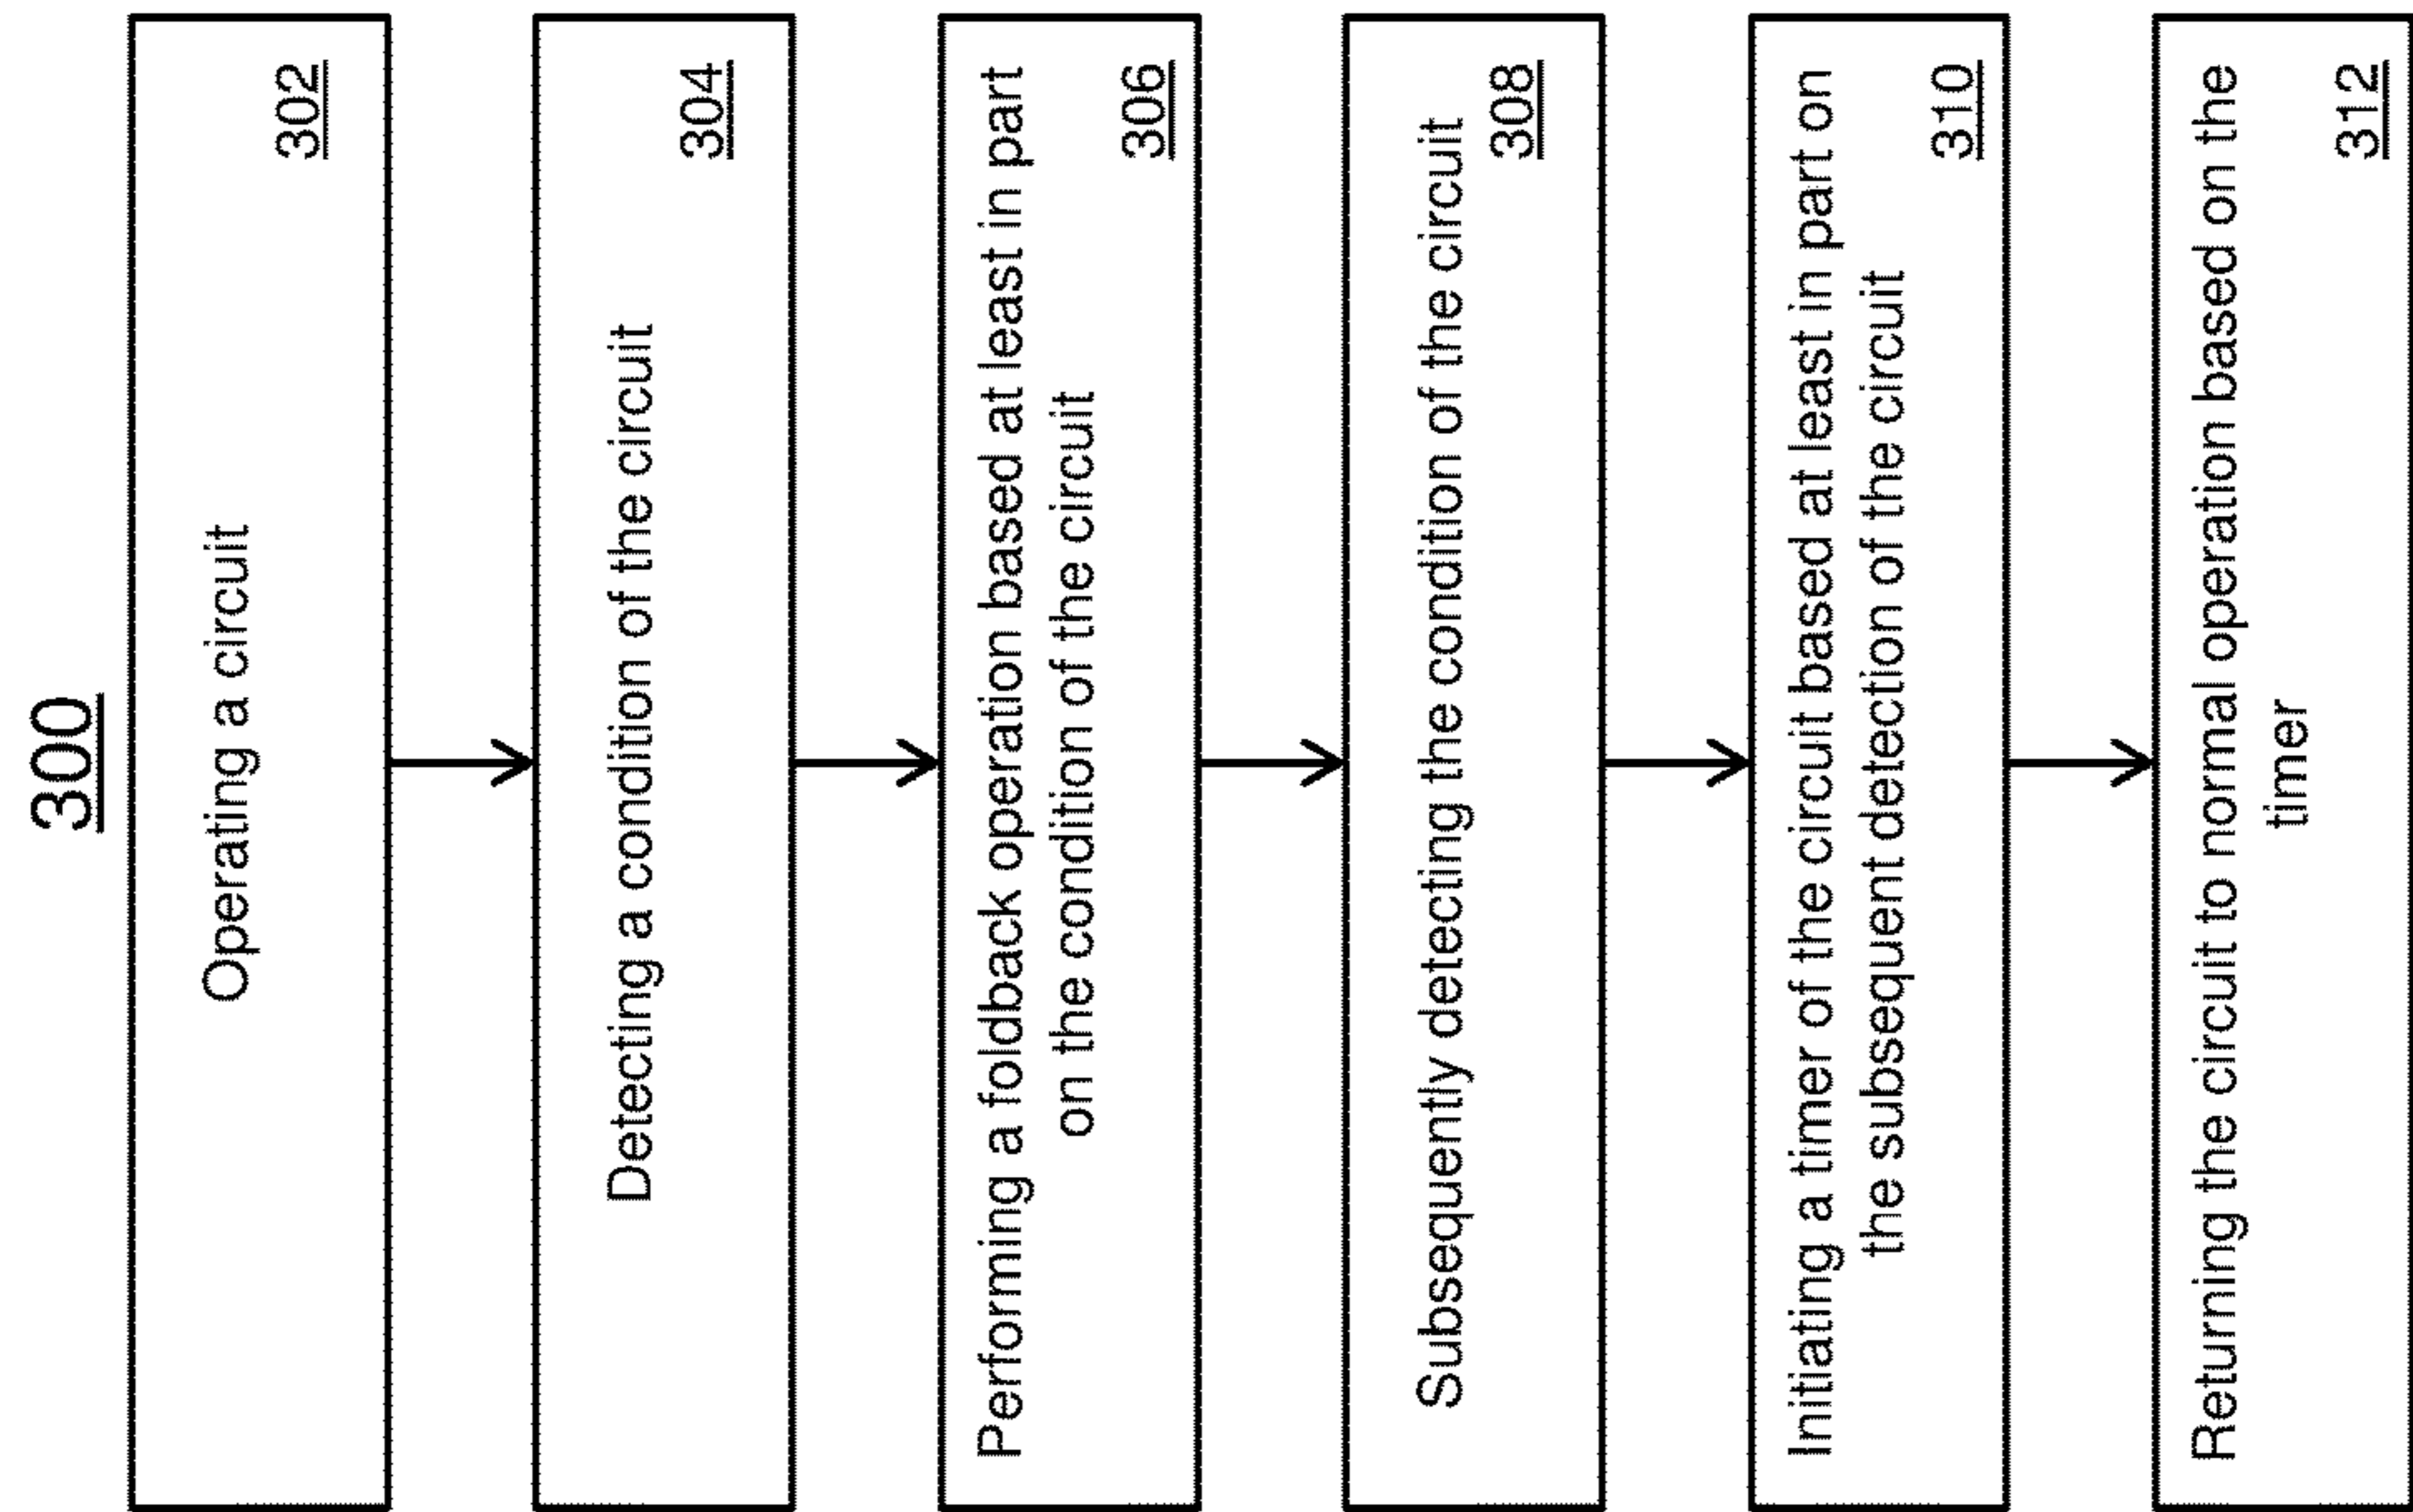 300
Operating a circuit
302
Detecting a condition of the circuit
304
Performing a foldback operation based at least in part
on the condition of the circuit
306
Subsequently detecting the condition of the circuit
308
Initiating a timer of the circuit based at least in part on
the subsequent detection of the circuit
310
Returning the circuit to normal operation based on the
timer
312